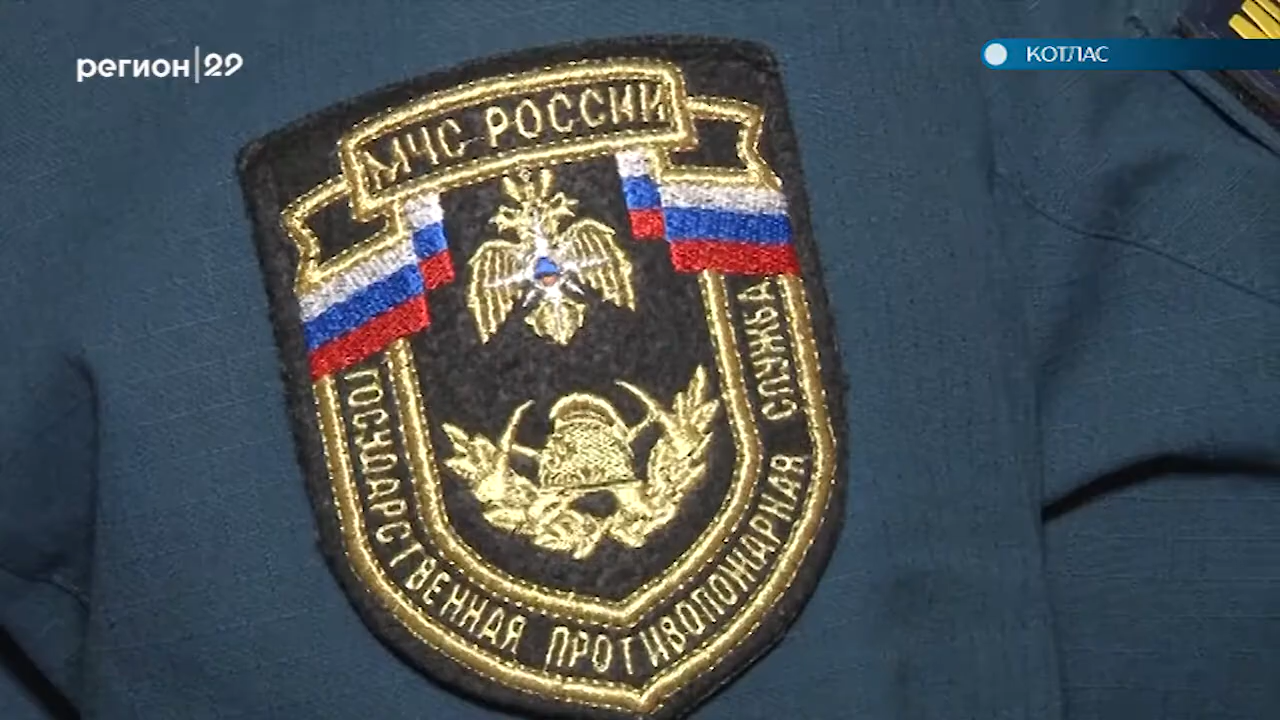 регион|29
КОТЛАС
МЧС РОССИИ
ГОСУДАРСТВЕННАЯ ПРОТИВОПОЖАРНАЯ СЛУЖБА